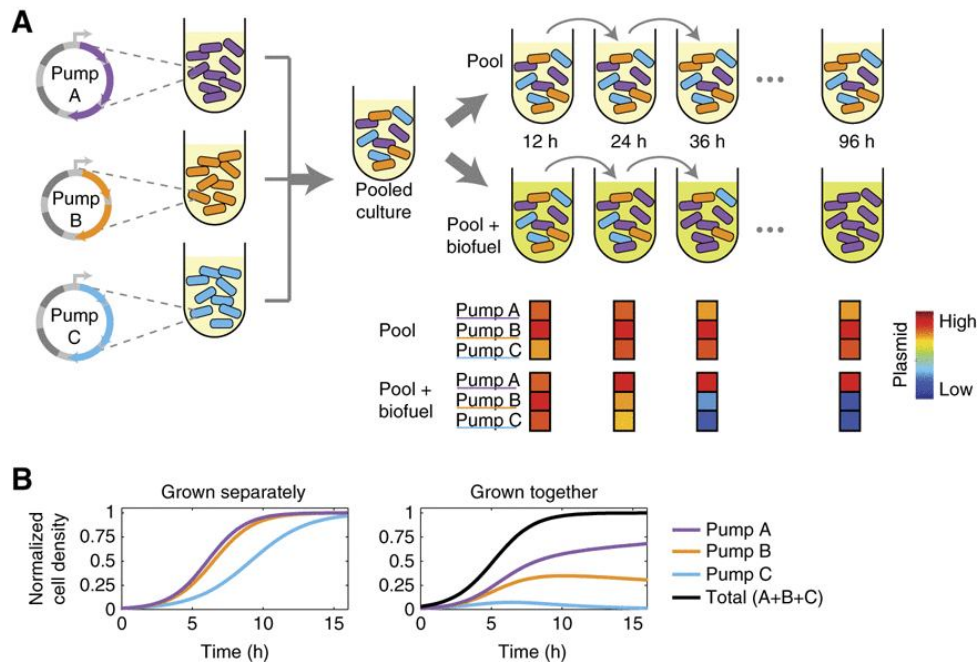 A
Pump
A
Pump
B
Pump
C
Pooled
culture
Pool
12 h 24 h 36 h 96 h
Pool +
biofuel
Pool
Pump A
Pump B
Pump C
Pool +
biofuel
Pump A
Pump B
Pump C
Plasmid
High
Low
B
Grown separately
Normalized
cell density
1
0.75
0.5
0.25
0
0 5 10 15
Time (h)
Grown together
1
0.75
0.5
0.25
0
0 5 10 15
Time (h)
Pump A
Pump B
Pump C
Total (A+B+C)